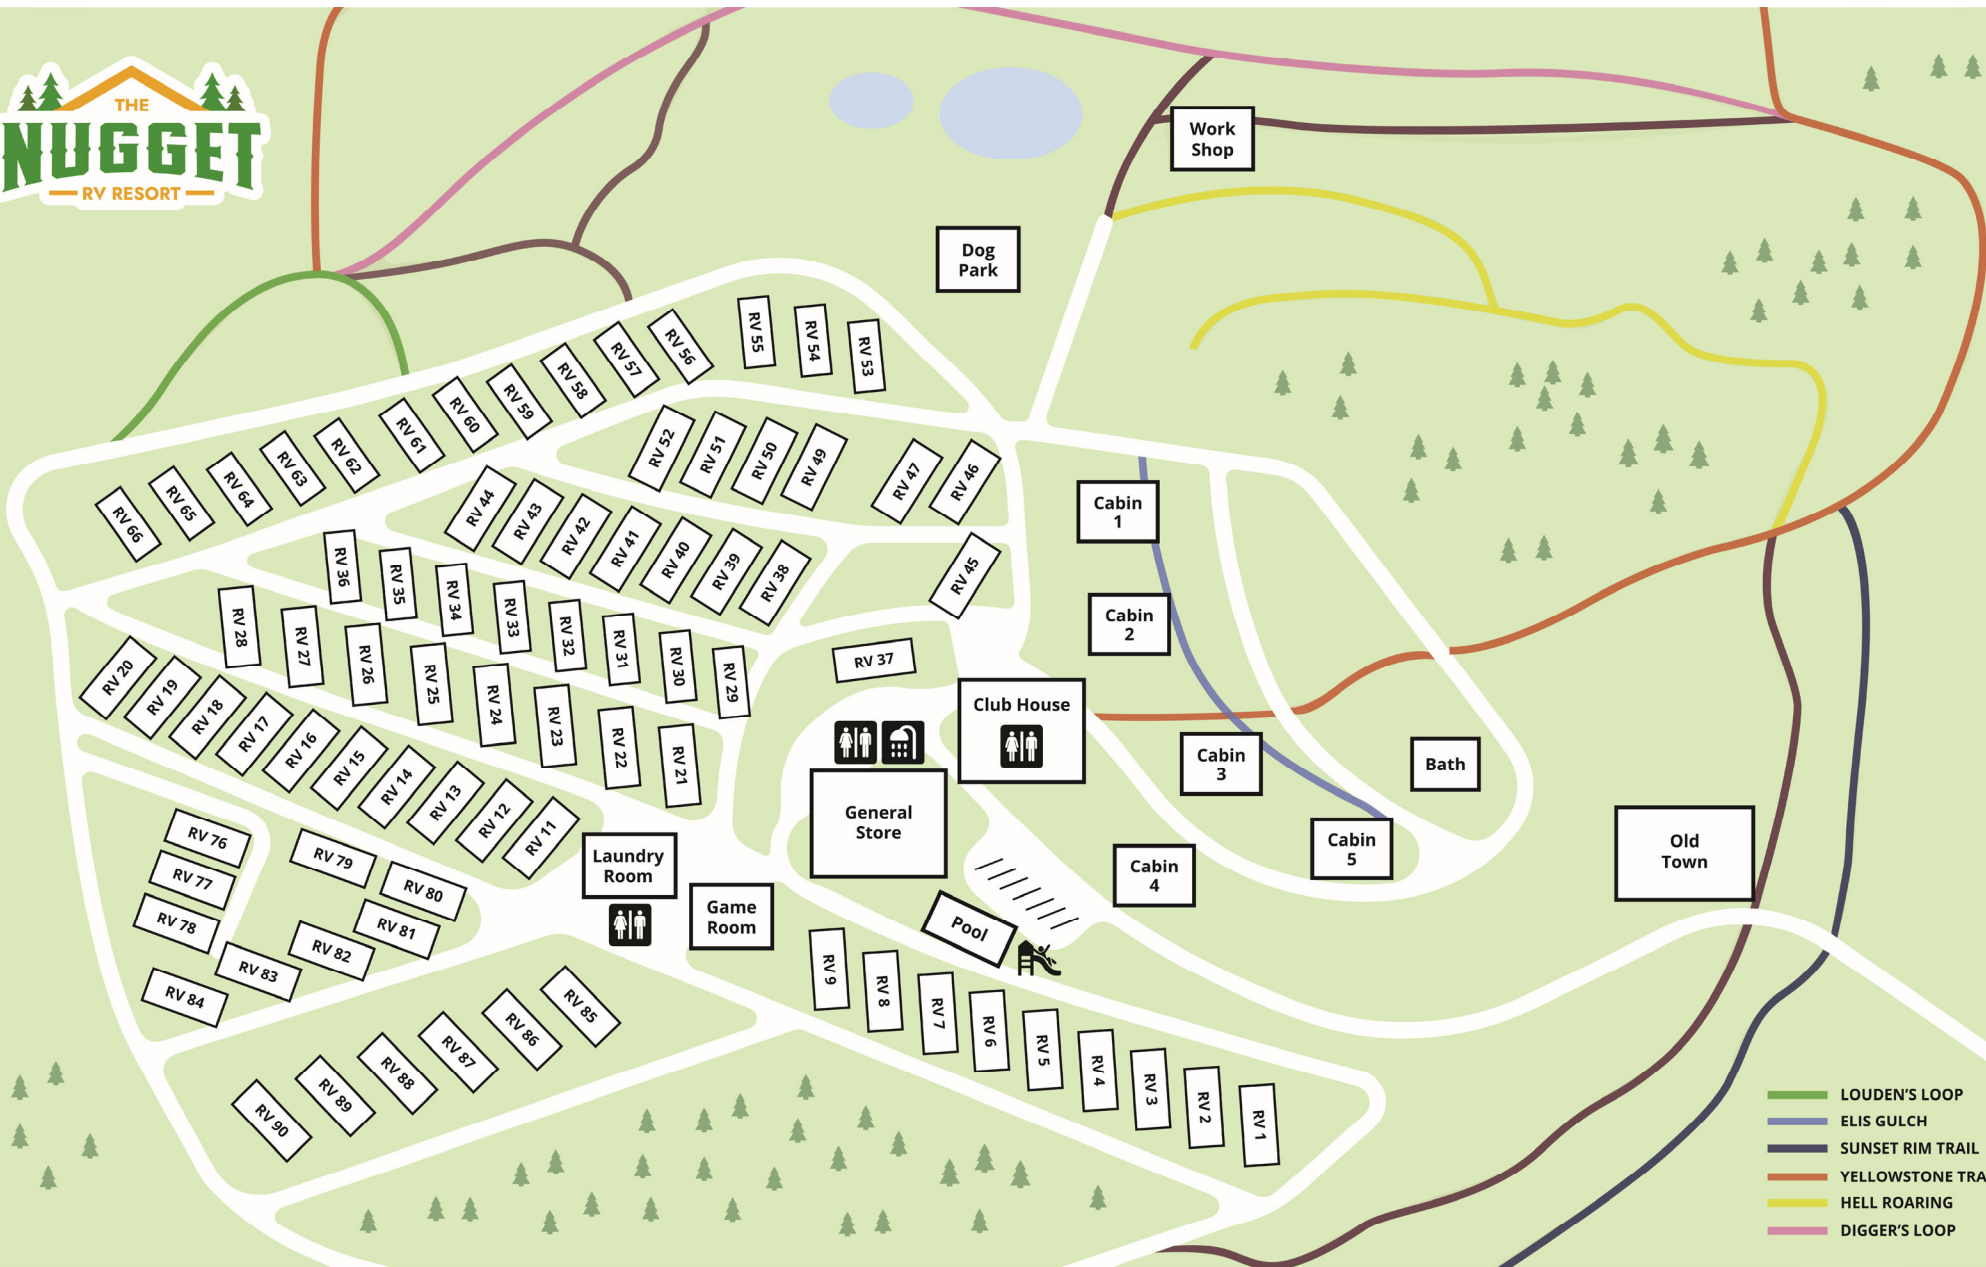 THE
NUGGET
RV RESORT
Work
Shop
Dog
Park
RV 55
RV 54
RV 53
RV 56
RV 57
RV 58
RV 59
RV 60
RV 61
RV 62
RV 63
RV 64
RV 65
RV 66
RV 52
RV 51
RV 50
RV 49
RV 47
RV 46
RV 44
RV 43
RV 42
RV 41
RV 40
RV 39
RV 38
RV 45
RV 36
RV 35
RV 34
RV 33
RV 32
RV 31
RV 30
RV 29
RV 37
RV 28
RV 27
RV 26
RV 25
RV 24
RV 23
RV 22
RV 21
RV 20
RV 19
RV 18
RV 17
RV 16
RV 15
RV 14
RV 13
RV 12
RV 11
Cabin
1
Cabin
2
Club House
Cabin
3
Bath
General
Store
Cabin
4
Cabin
5
Old
Town
Laundry
Room
Game
Room
Pool
RV 76
RV 77
RV 78
RV 79
RV 80
RV 81
RV 82
RV 83
RV 84
RV 85
RV 86
RV 87
RV 88
RV 89
RV 90
RV 9
RV 8
RV 7
RV 6
RV 5
RV 4
RV 3
RV 2
RV 1
LOUDEN'S LOOP
ELIS GULCH
SUNSET RIM TRAIL
YELLOWSTONE TRA
HELL ROARING
DIGGER'S LOOP